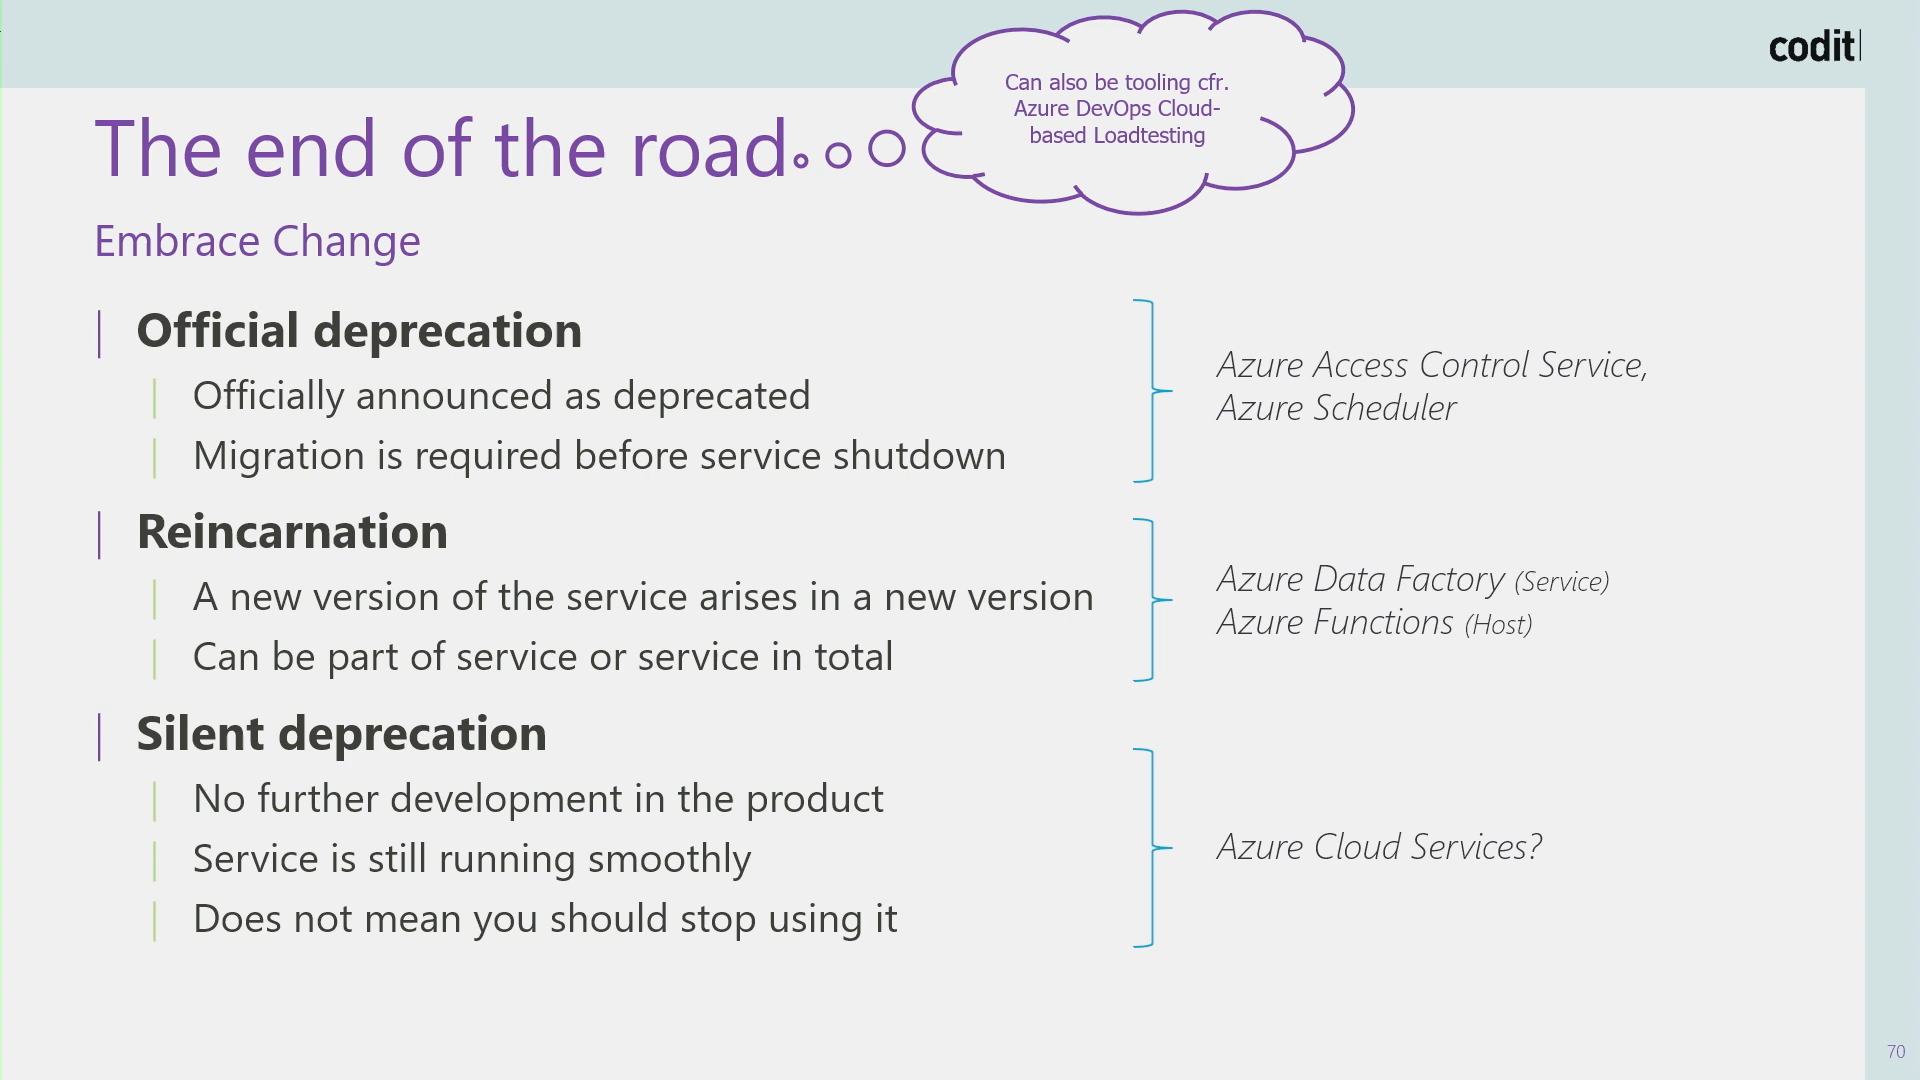 codit
Can also be tooling cfr.
Azure DevOps Cloud-
based Loadtesting
The end of the road
Embrace Change
Official deprecation
Officially announced as deprecated
Migration is required before service shutdown
Azure Access Control Service,
Azure Scheduler
Reincarnation
A new version of the service arises in a new version
Can be part of service or service in total
Azure Data Factory (Service)
Azure Functions (Host)
Silent deprecation
No further development in the product
Service is still running smoothly
Does not mean you should stop using it
Azure Cloud Services?
70